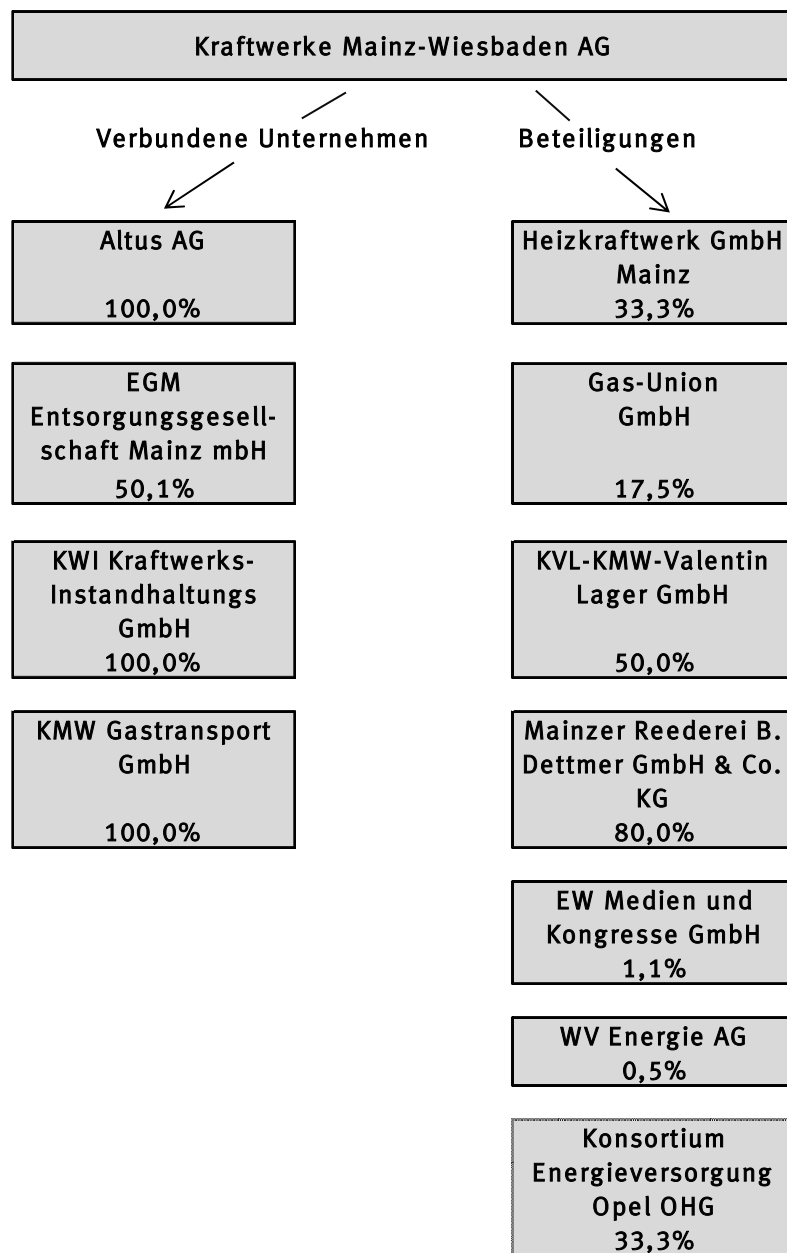 Kraftwerke Mainz-Wiesbaden AG
Verbundene Unternehmen
Beteiligungen
Altus AG
100,0%
EGM
Entsorgungsgesell-
schaft Mainz mbH
50,1%
KWI Kraftwerks-
Instandhaltungs
GmbH
100,0%
KMW Gastransport
GmbH
100,0%
Heizkraftwerk GmbH
Mainz
33,3%
Gas-Union
GmbH
17,5%
KVL-KMW-Valentin
Lager GmbH
50,0%
Mainzer Reederei B.
Dettmer GmbH & Co.
KG
80,0%
EW Medien und
Kongresse GmbH
1,1%
WV Energie AG
0,5%
Konsortium
Energieversorgung
Opel OHG
33,3%